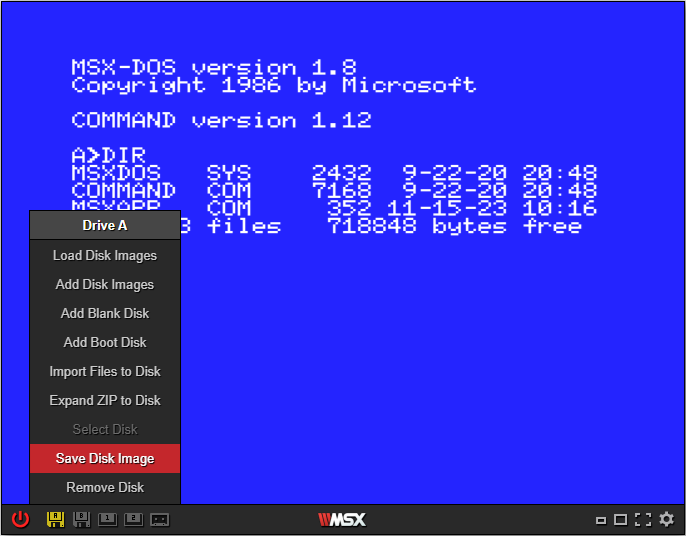 MSX-DOS version 1.8
Copyright 1986 by Microsoft
COMMAND version 1.12
A>DIR
MSXDOS SYS 2432 9-22-20 20:48
COMMAND COM 7168 9-22-20 20:48
MSXAPP COM 352 11-15-23 10:16
3 files 718848 bytes free
Drive A
Load Disk Images
Add Disk Images
Add Blank Disk
Add Boot Disk
Import Files to Disk
Expand ZIP to Disk
Select Disk
Save Disk Image
Remove Disk
A B 1 2
WMSX